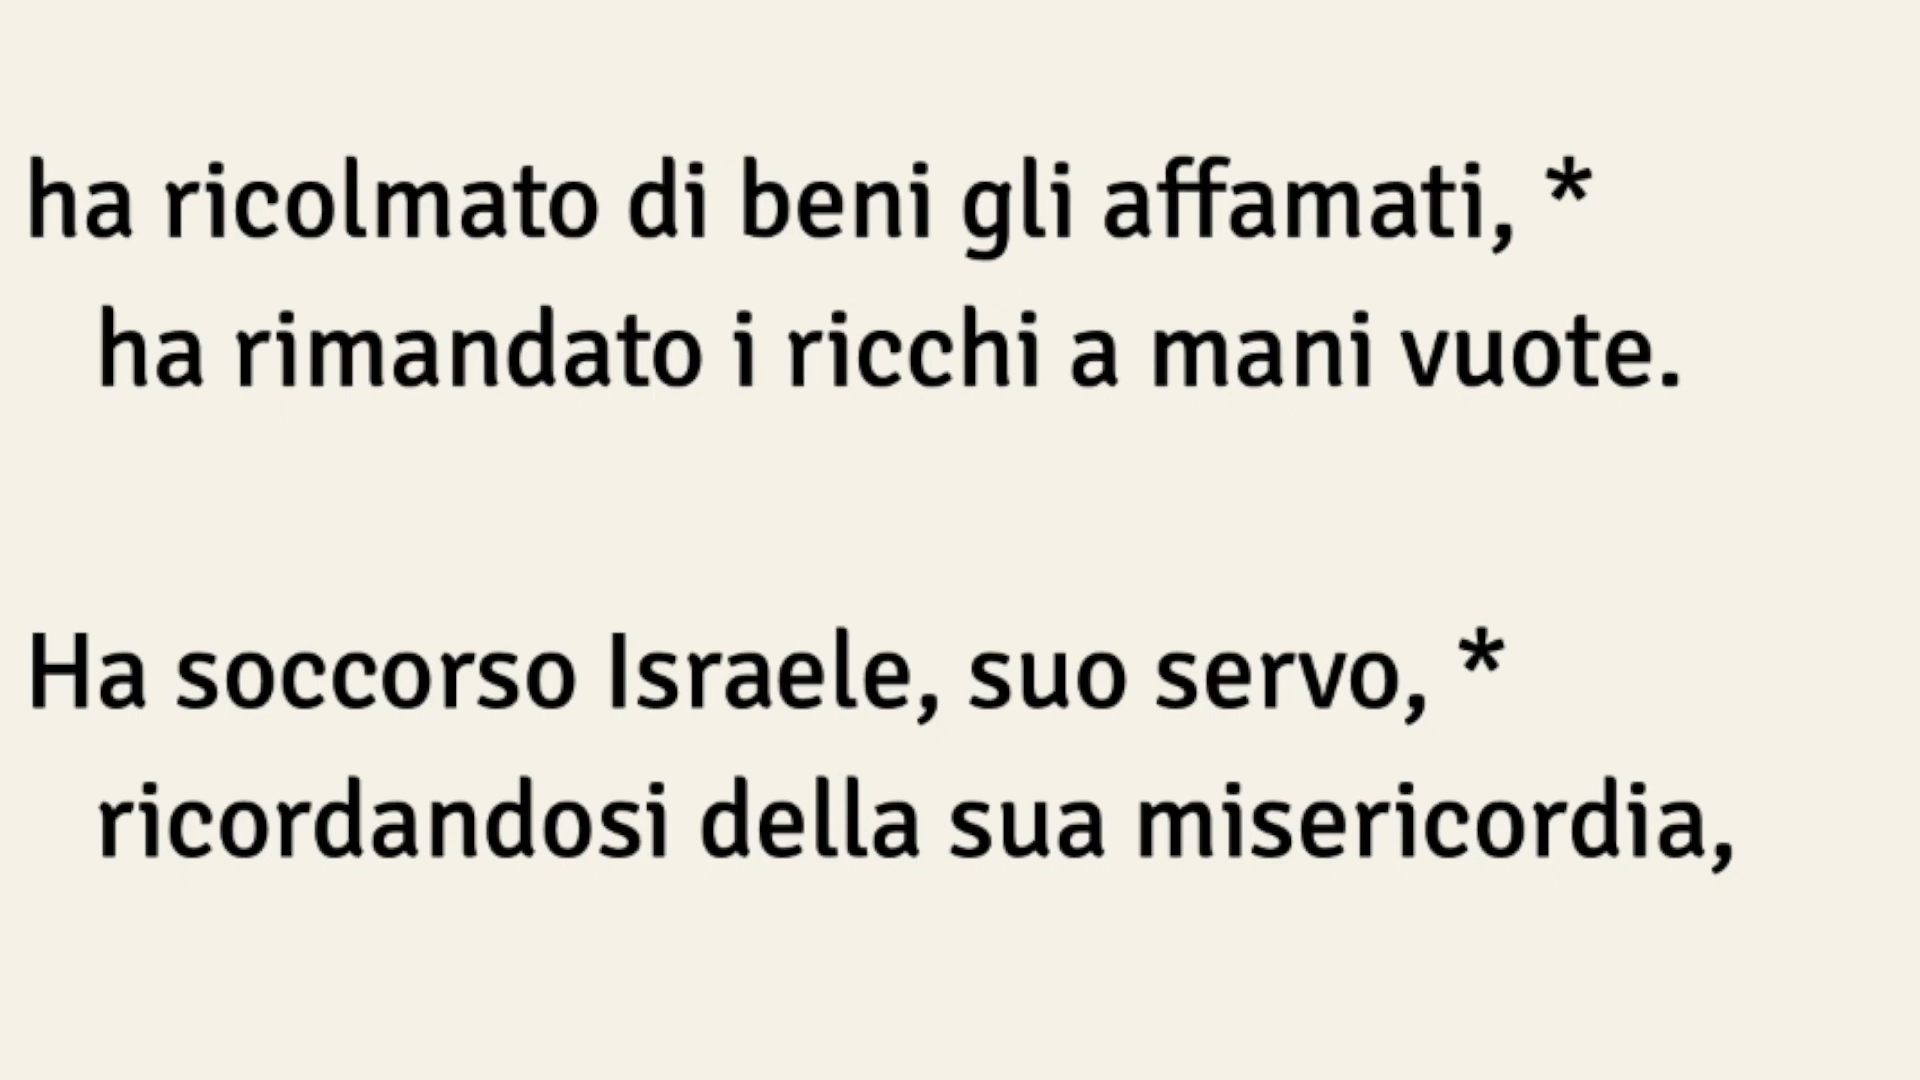 ha ricolmato di beni gli affamati, *
ha rimandato i ricchi a mani vuote.
Ha soccorso Israele, suo servo, *
ricordandosi della sua misericordia,